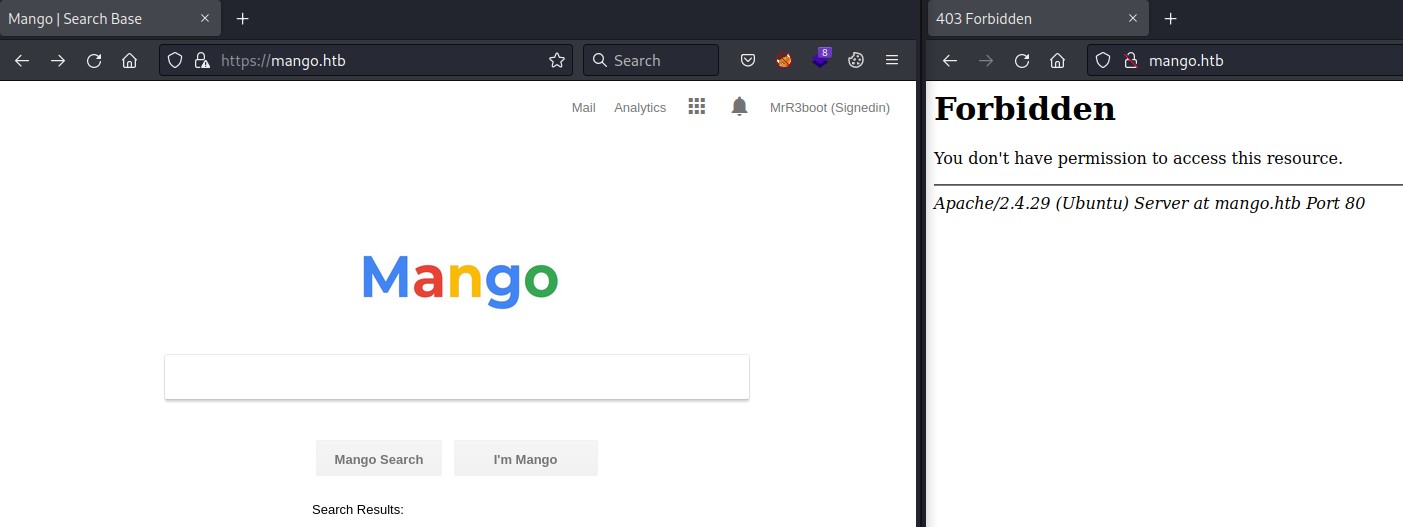 Mango | Search Base
https://mango.htb
Search
8
Mail Analytics MrR3boot (Signedin)
Mango
Mango Search I'm Mango
Search Results:
403 Forbidden
mango.htb
Forbidden
You don't have permission to access this resource.
Apache/2.4.29 (Ubuntu) Server at mango.htb Port 80